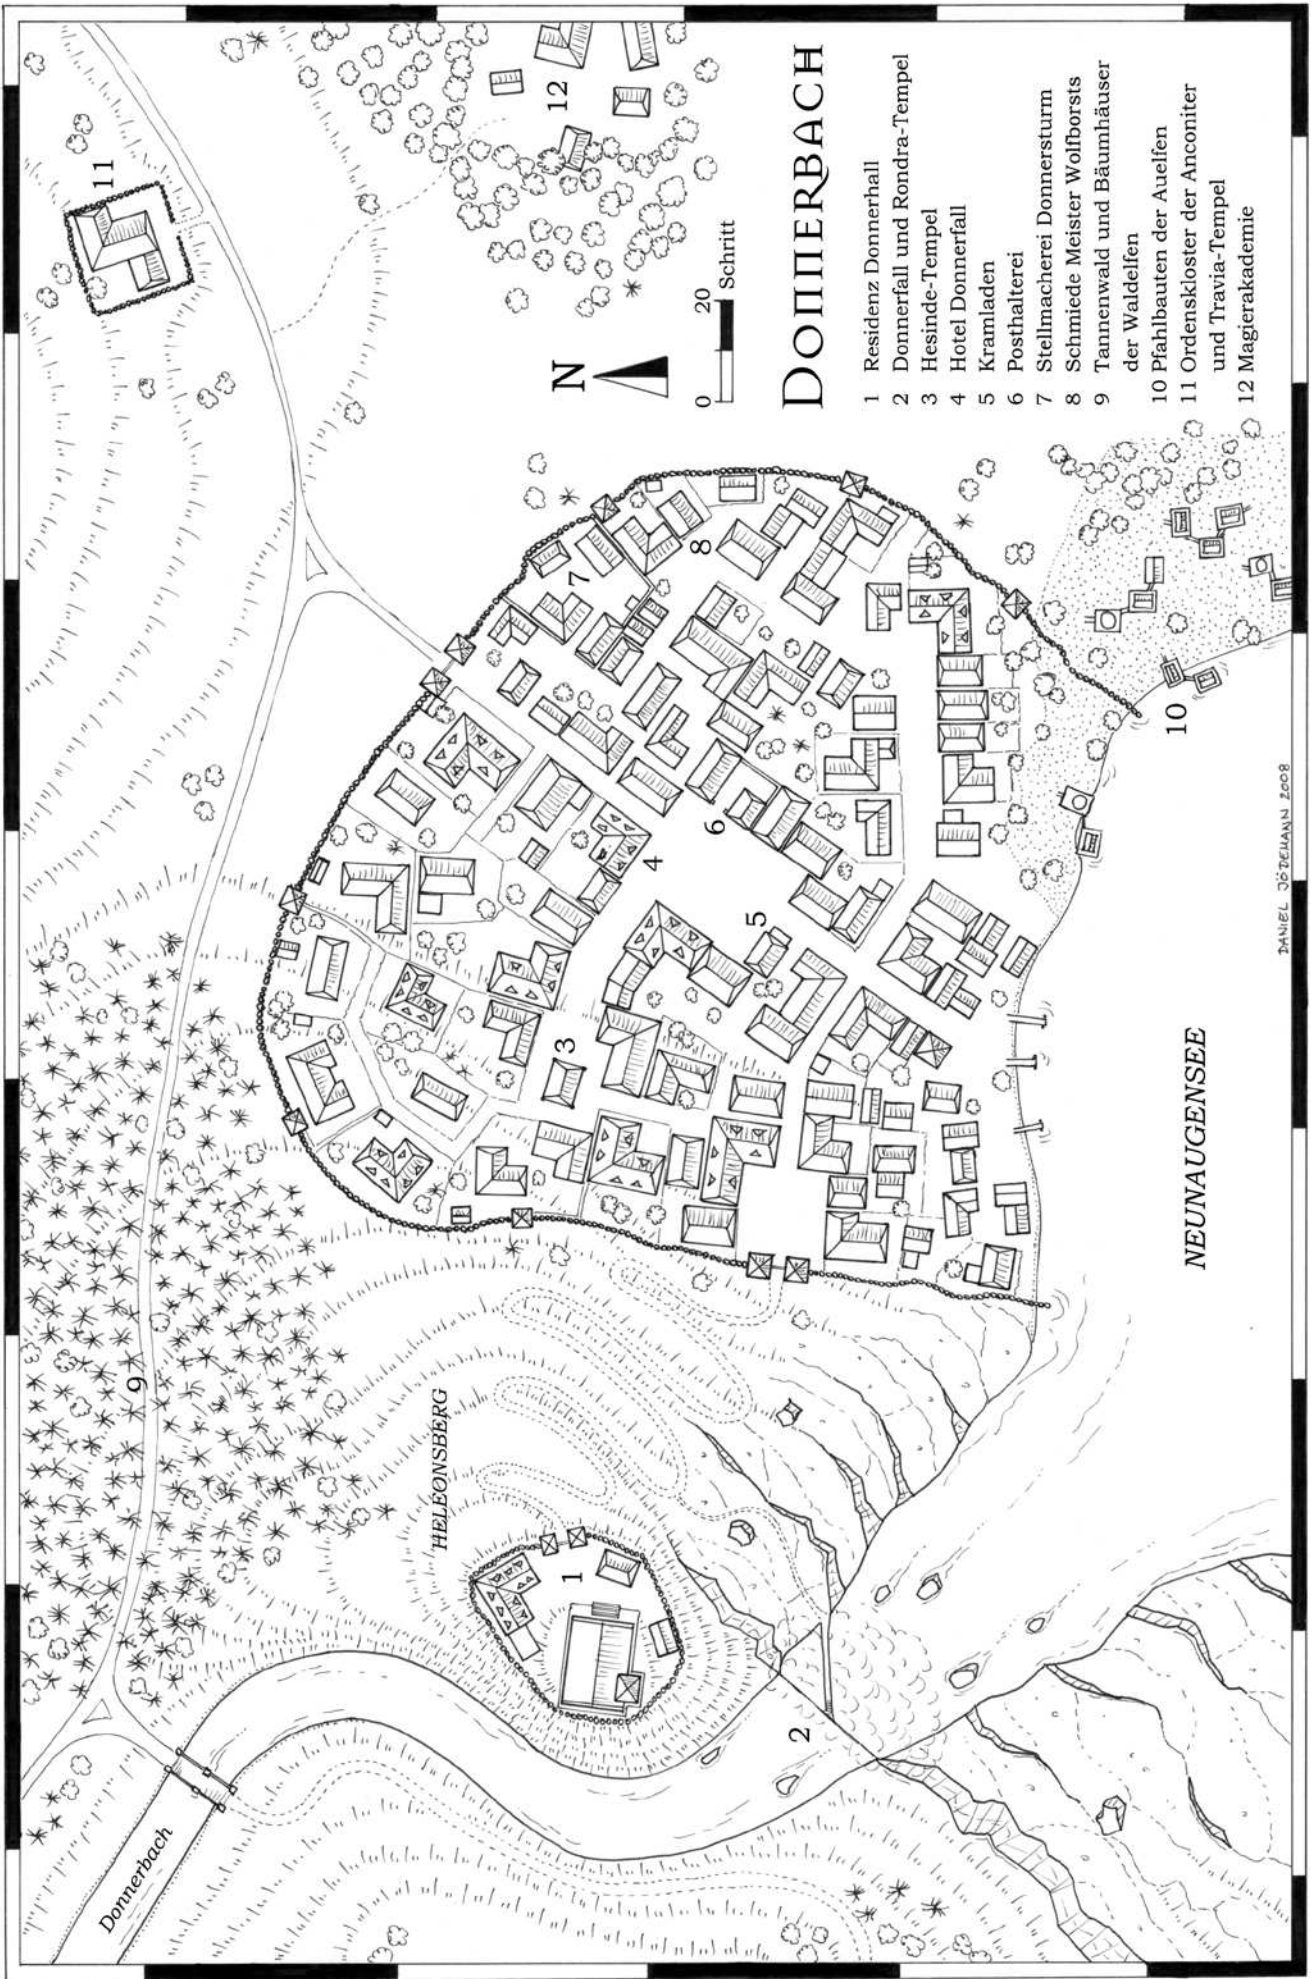 DONNERBACH
1 Residenz Donnerhall
2 Donnerfall und Rondra-Tempel
3 Hesinde-Tempel
4 Hotel Donnerfall
5 Kramladen
6 Posthalterei
7 Stellmacherei Donnersturm
8 Schmiede Meister Wolfborsts
9 Tannenwald und Bäumhäuser
der Waldelfen
10 Pfahlbauten der Auelfen
11 Ordenskloster der Anconiter
und Travia-Tempel
12 Magierakademie
N
0 20
Schritt
Donnerbach
HELEONSBERG
NEUNAUGENSEE
1
2
3
4
5
6
7
8
9
10
11
12
DANIEL JÖDEMANN 2008